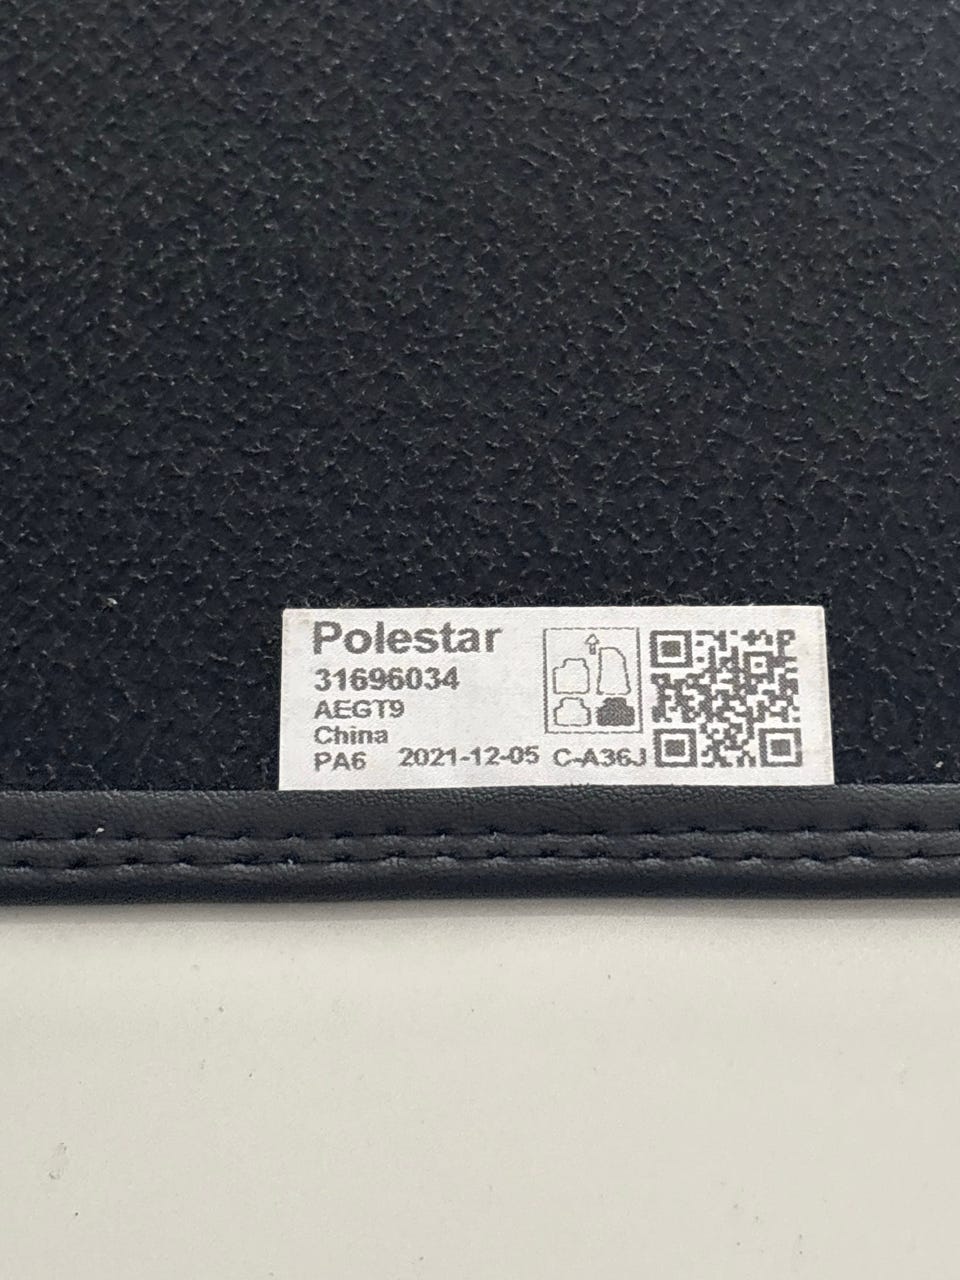 Polestar
31696034
AEGT9
China
PA6 2021-12-05 C-A36J